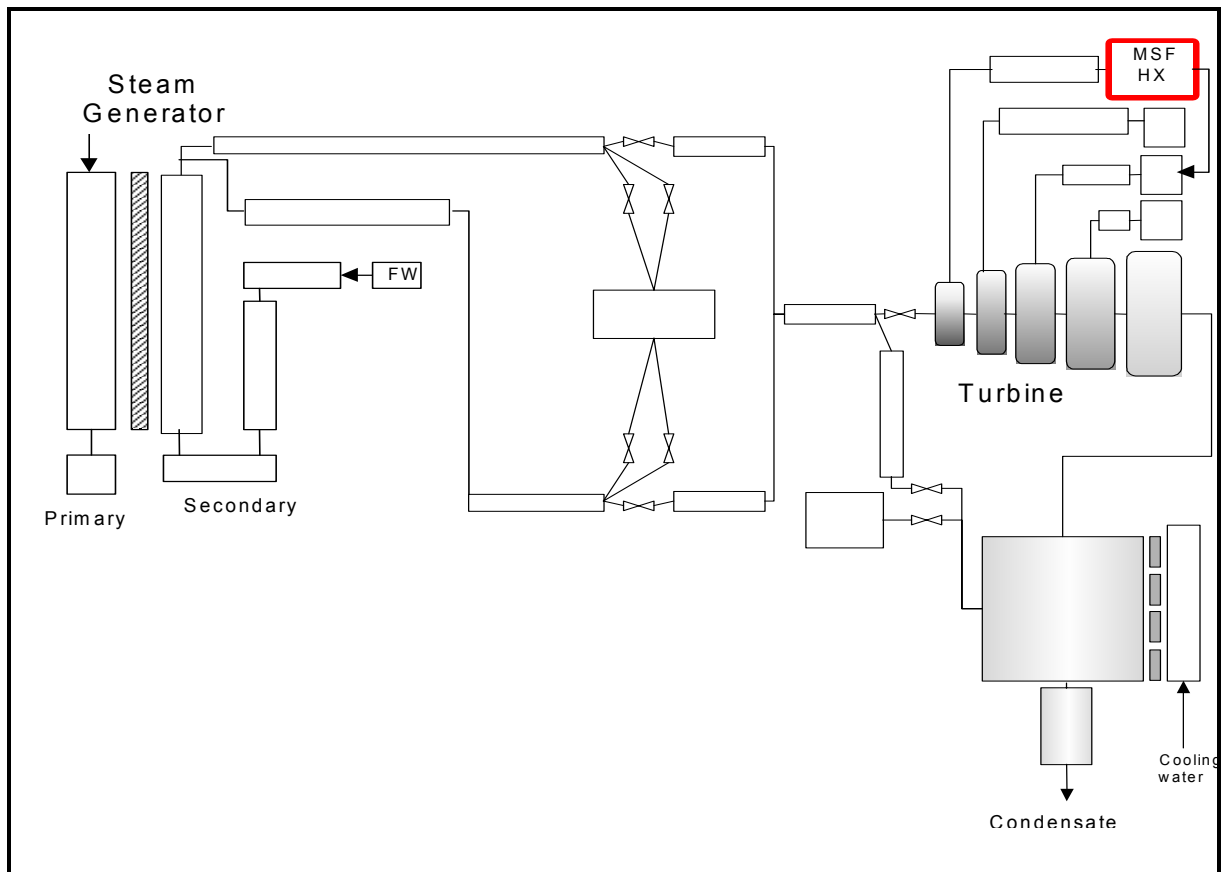 MSF
HX
Steam
Generator
FW
Turbine
Secondary
Primary
Cooling
water
Condensate